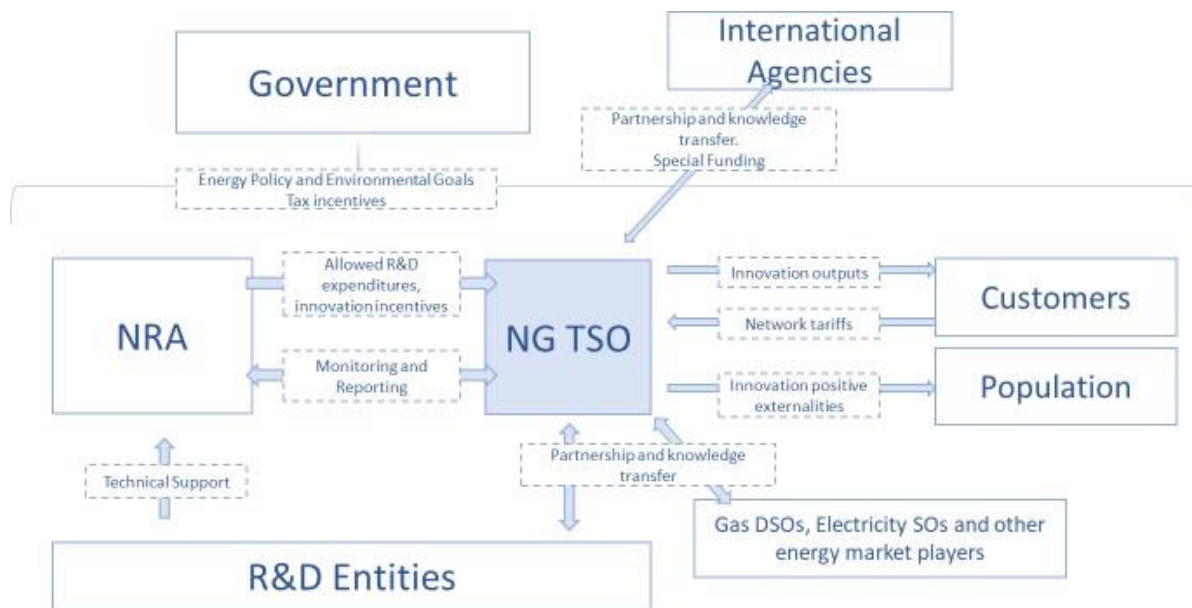 Government
International
Agencies
Partnership and knowledge
transfer.
Special Funding
Energy Policy and Environmental Goals
Tax incentives
NRA
Allowed R&D
expenditures,
innovation incentives
Monitoring and
Reporting
NG TSO
Innovation outputs
Network tariffs
Innovation positive
externalities
Customers
Population
Technical Support
Partnership and knowledge
transfer
Gas DSOs, Electricity SOs and other
energy market players
R&D Entities